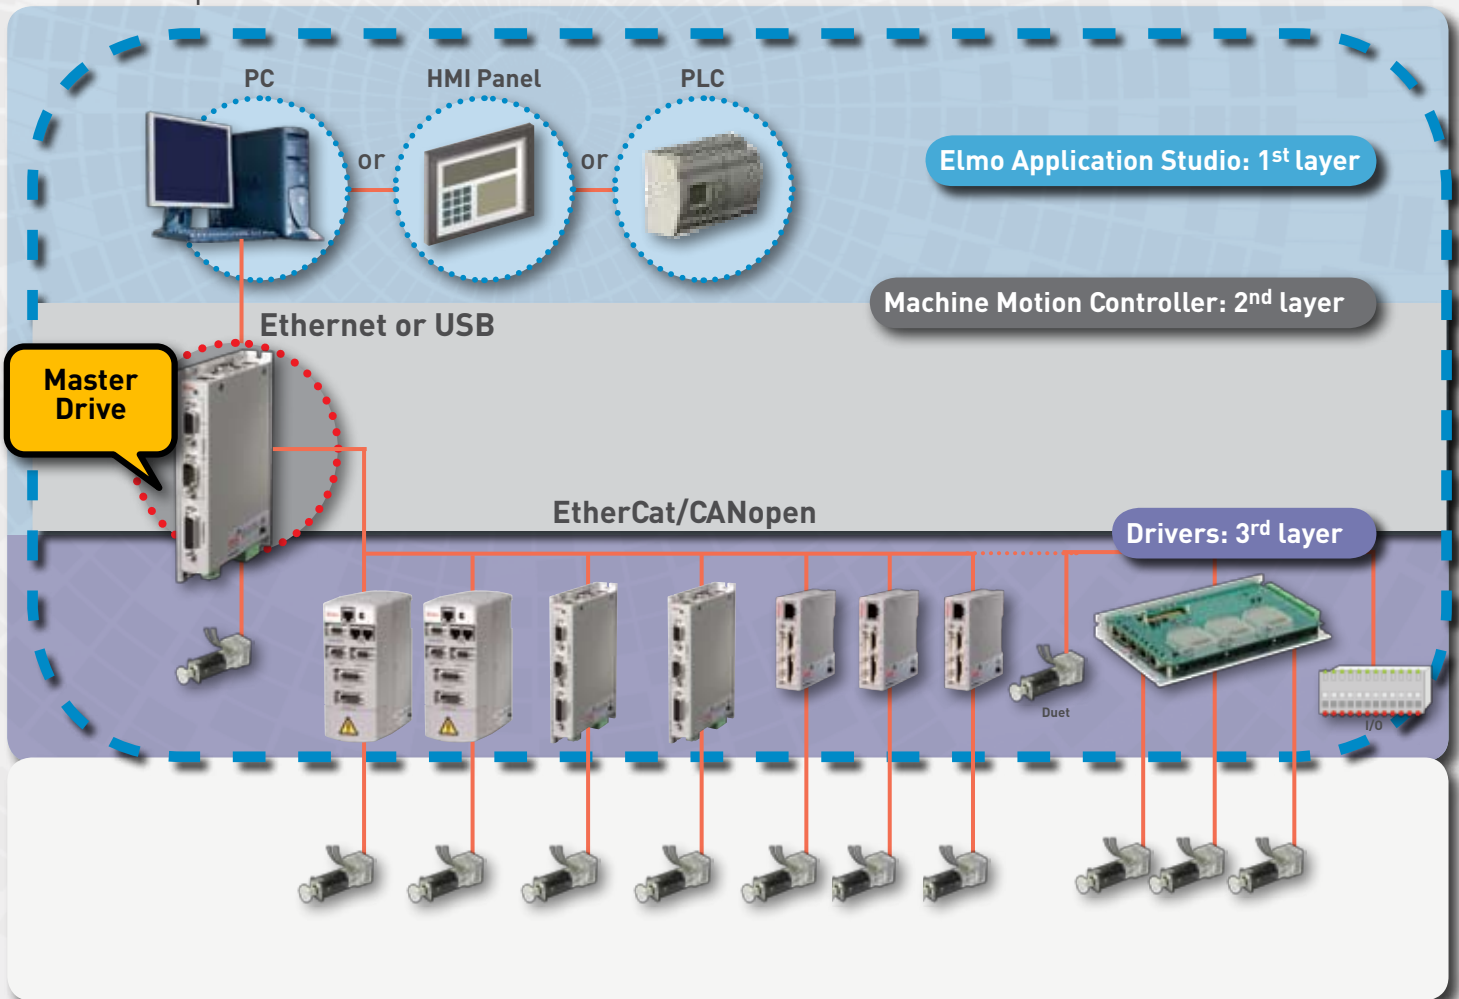 PC
HMI Panel
PLC
or
or
Elmo Application Studio: 1st layer
Machine Motion Controller: 2nd layer
Ethernet or USB
Master
Drive
EtherCat/CANopen
Drivers: 3rd layer
Duet
I/O